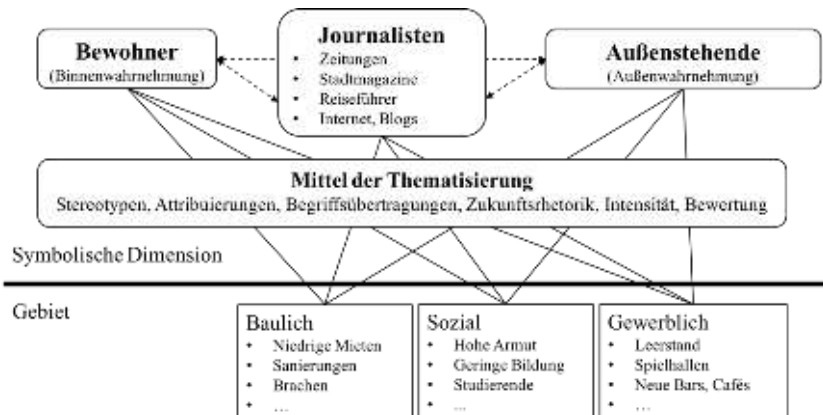 Bewohner
(Binnenwahrnehmung)
Journalisten
• Zeitungen
• Stadtmagazine
• Reiseführer
• Internet, Blogs
Außenstehende
(Außenwahrnehmung)
Mittel der Thematisierung
Stereotypen, Attribuierungen, Begriffsübertragungen, Zukunftsrhetorik, Intensität, Bewertung
Symbolische Dimension
Gebiet
Baulich
• Niedrige Mieten
• Sanierungen
• Brachen
• …
Sozial
• Hohe Armut
• Geringe Bildung
• Studierende
• ...
Gewerblich
• Leerstand
• Spielhallen
• Neue Bars, Cafés
• …